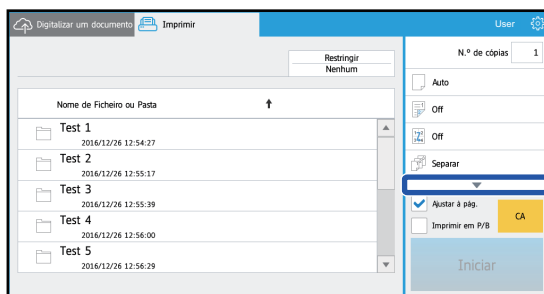 Digitalizar um documento
Imprimir
User
Restringir
Nenhum
Nome de Ficheiro ou Pasta
Test 1
2016/12/26 12:54:27
Test 2
2016/12/26 12:55:17
Test 3
2016/12/26 12:55:39
Test 4
2016/12/26 12:56:00
Test 5
2016/12/26 12:56:29
N.º de cópias 1
Auto
Off
Off
Separar
Ajustar à pág.
Imprimir em P/B
CA
Iniciar